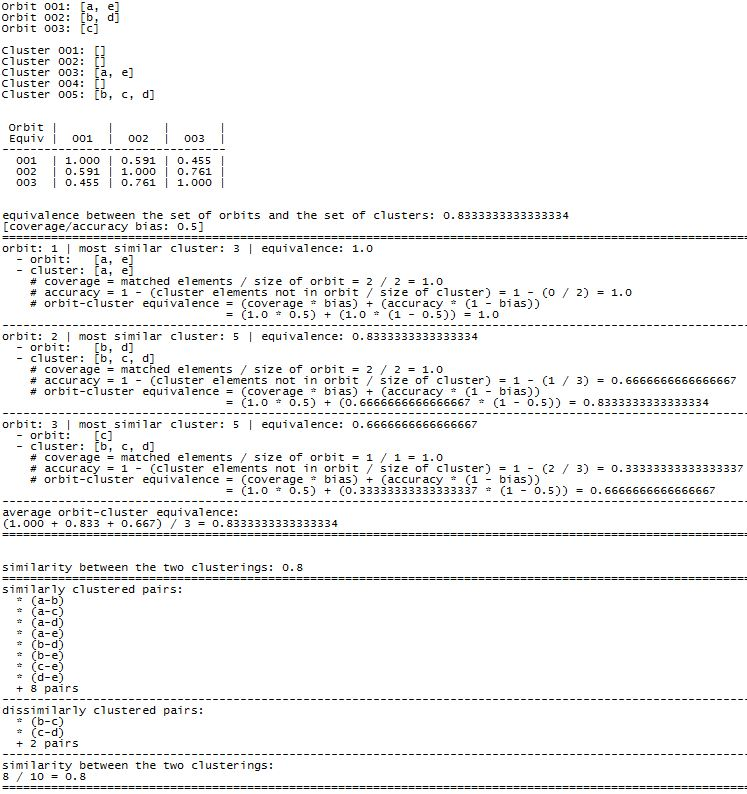 Orbit 001: [a, e]
Orbit 002: [b, d]
Orbit 003: [c]
Cluster 001: []
Cluster 002: []
Cluster 003: [a, e]
Cluster 004: []
Cluster 005: [b, c, d]
Orbit | | | |
Equiv | 001 | 002 | 003 |
-----------------------------
001 | 1.000 | 0.591 | 0.455 |
002 | 0.591 | 1.000 | 0.761 |
003 | 0.455 | 0.761 | 1.000 |
equivalence between the set of orbits and the set of clusters: 0.8333333333333334
[coverage/accuracy bias: 0.5]
orbit: 1 | most similar cluster: 3 | equivalence: 1.0
- orbit: [a, e]
- cluster: [a, e]
# coverage = matched elements / size of orbit = 2 / 2 = 1.0
# accuracy = 1 - (cluster elements not in orbit / size of cluster) = 1 - (0 / 2) = 1.0
# orbit-cluster equivalence = (coverage * bias) + (accuracy * (1 - bias))
= (1.0 * 0.5) + (1.0 * (1 - 0.5)) = 1.0
orbit: 2 | most similar cluster: 5 | equivalence: 0.8333333333333334
- orbit: [b, d]
- cluster: [b, c, d]
# coverage = matched elements / size of orbit = 2 / 2 = 1.0
# accuracy = 1 - (cluster elements not in orbit / size of cluster) = 1 - (1 / 3) = 0.6666666666666667
# orbit-cluster equivalence = (coverage * bias) + (accuracy * (1 - bias))
= (1.0 * 0.5) + (0.6666666666666667 * (1 - 0.5)) = 0.8333333333333334
orbit: 3 | most similar cluster: 5 | equivalence: 0.6666666666666667
- orbit: [c]
- cluster: [b, c, d]
# coverage = matched elements / size of orbit = 1 / 1 = 1.0
# accuracy = 1 - (cluster elements not in orbit / size of cluster) = 1 - (2 / 3) = 0.33333333333333337
# orbit-cluster equivalence = (coverage * bias) + (accuracy * (1 - bias))
= (1.0 * 0.5) + (0.33333333333333337 * (1 - 0.5)) = 0.6666666666666667
average orbit-cluster equivalence:
(1.000 + 0.833 + 0.667) / 3 = 0.8333333333333334
similarity between the two clusterings: 0.8
similarly clustered pairs:
* (a-b)
* (a-c)
* (a-d)
* (a-e)
* (b-d)
* (b-e)
* (c-e)
* (d-e)
+ 8 pairs
dissimilarly clustered pairs:
* (b-c)
* (c-d)
+ 2 pairs
similarity between the two clusterings:
8 / 10 = 0.8